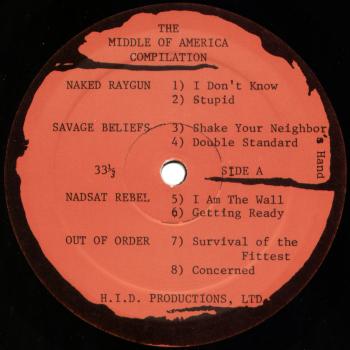 THE
MIDDLE OF AMERICA
COMPILATION
NAKED RAYGUN 1) I Don't Know
2) Stupid
SAVAGE BELIEFS 3) Shake Your Neighbor's Hand
4) Double Standard
33⅓ SIDE A
NADSAT REBEL 5) I Am The Wall
6) Getting Ready
OUT OF ORDER 7) Survival of the
Fittest
8) Concerned
H.I.D. PRODUCTIONS, LTD